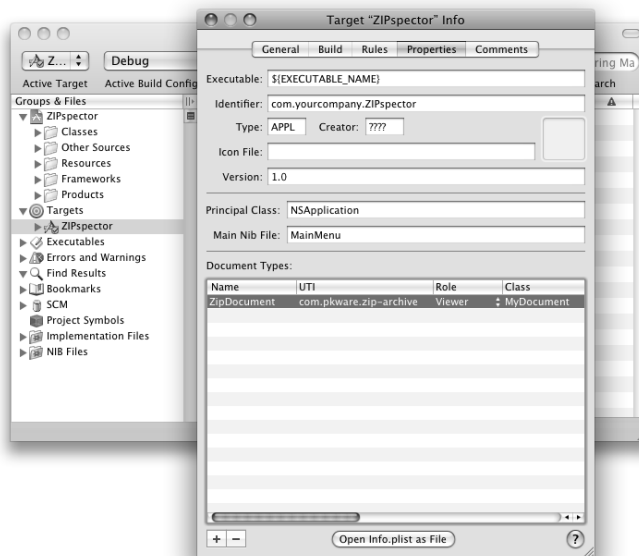 Target “ZIPspector” Info
Z...
Debug
ring Ma
Active Target
Active Build Config
arch
General
Build
Rules
Properties
Comments
Groups & Files
ZIPspector
Classes
Other Sources
Resources
Frameworks
Products
Targets
ZIPspector
Executables
Errors and Warnings
Find Results
Bookmarks
SCM
Project Symbols
Implementation Files
NIB Files
Executable: ${EXECUTABLE_NAME}
Identifier: com.yourcompany.ZIPspector
Type: APPL Creator: ????
Icon File:
Version: 1.0
Principal Class: NSApplication
Main Nib File: MainMenu
Document Types:
Name UTI Role Class
ZipDocument com.pkware.zip-archive Viewer MyDocument
+ − Open Info.plist as File ?